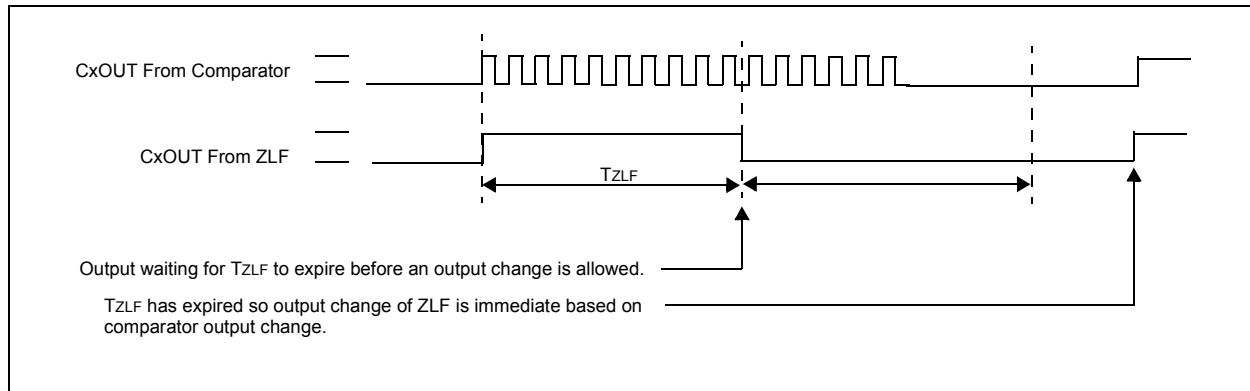 CxOUT From Comparator
CxOUT From ZLF
TZLF
Output waiting for TZLF to expire before an output change is allowed.
TZLF has expired so output change of ZLF is immediate based on
comparator output change.